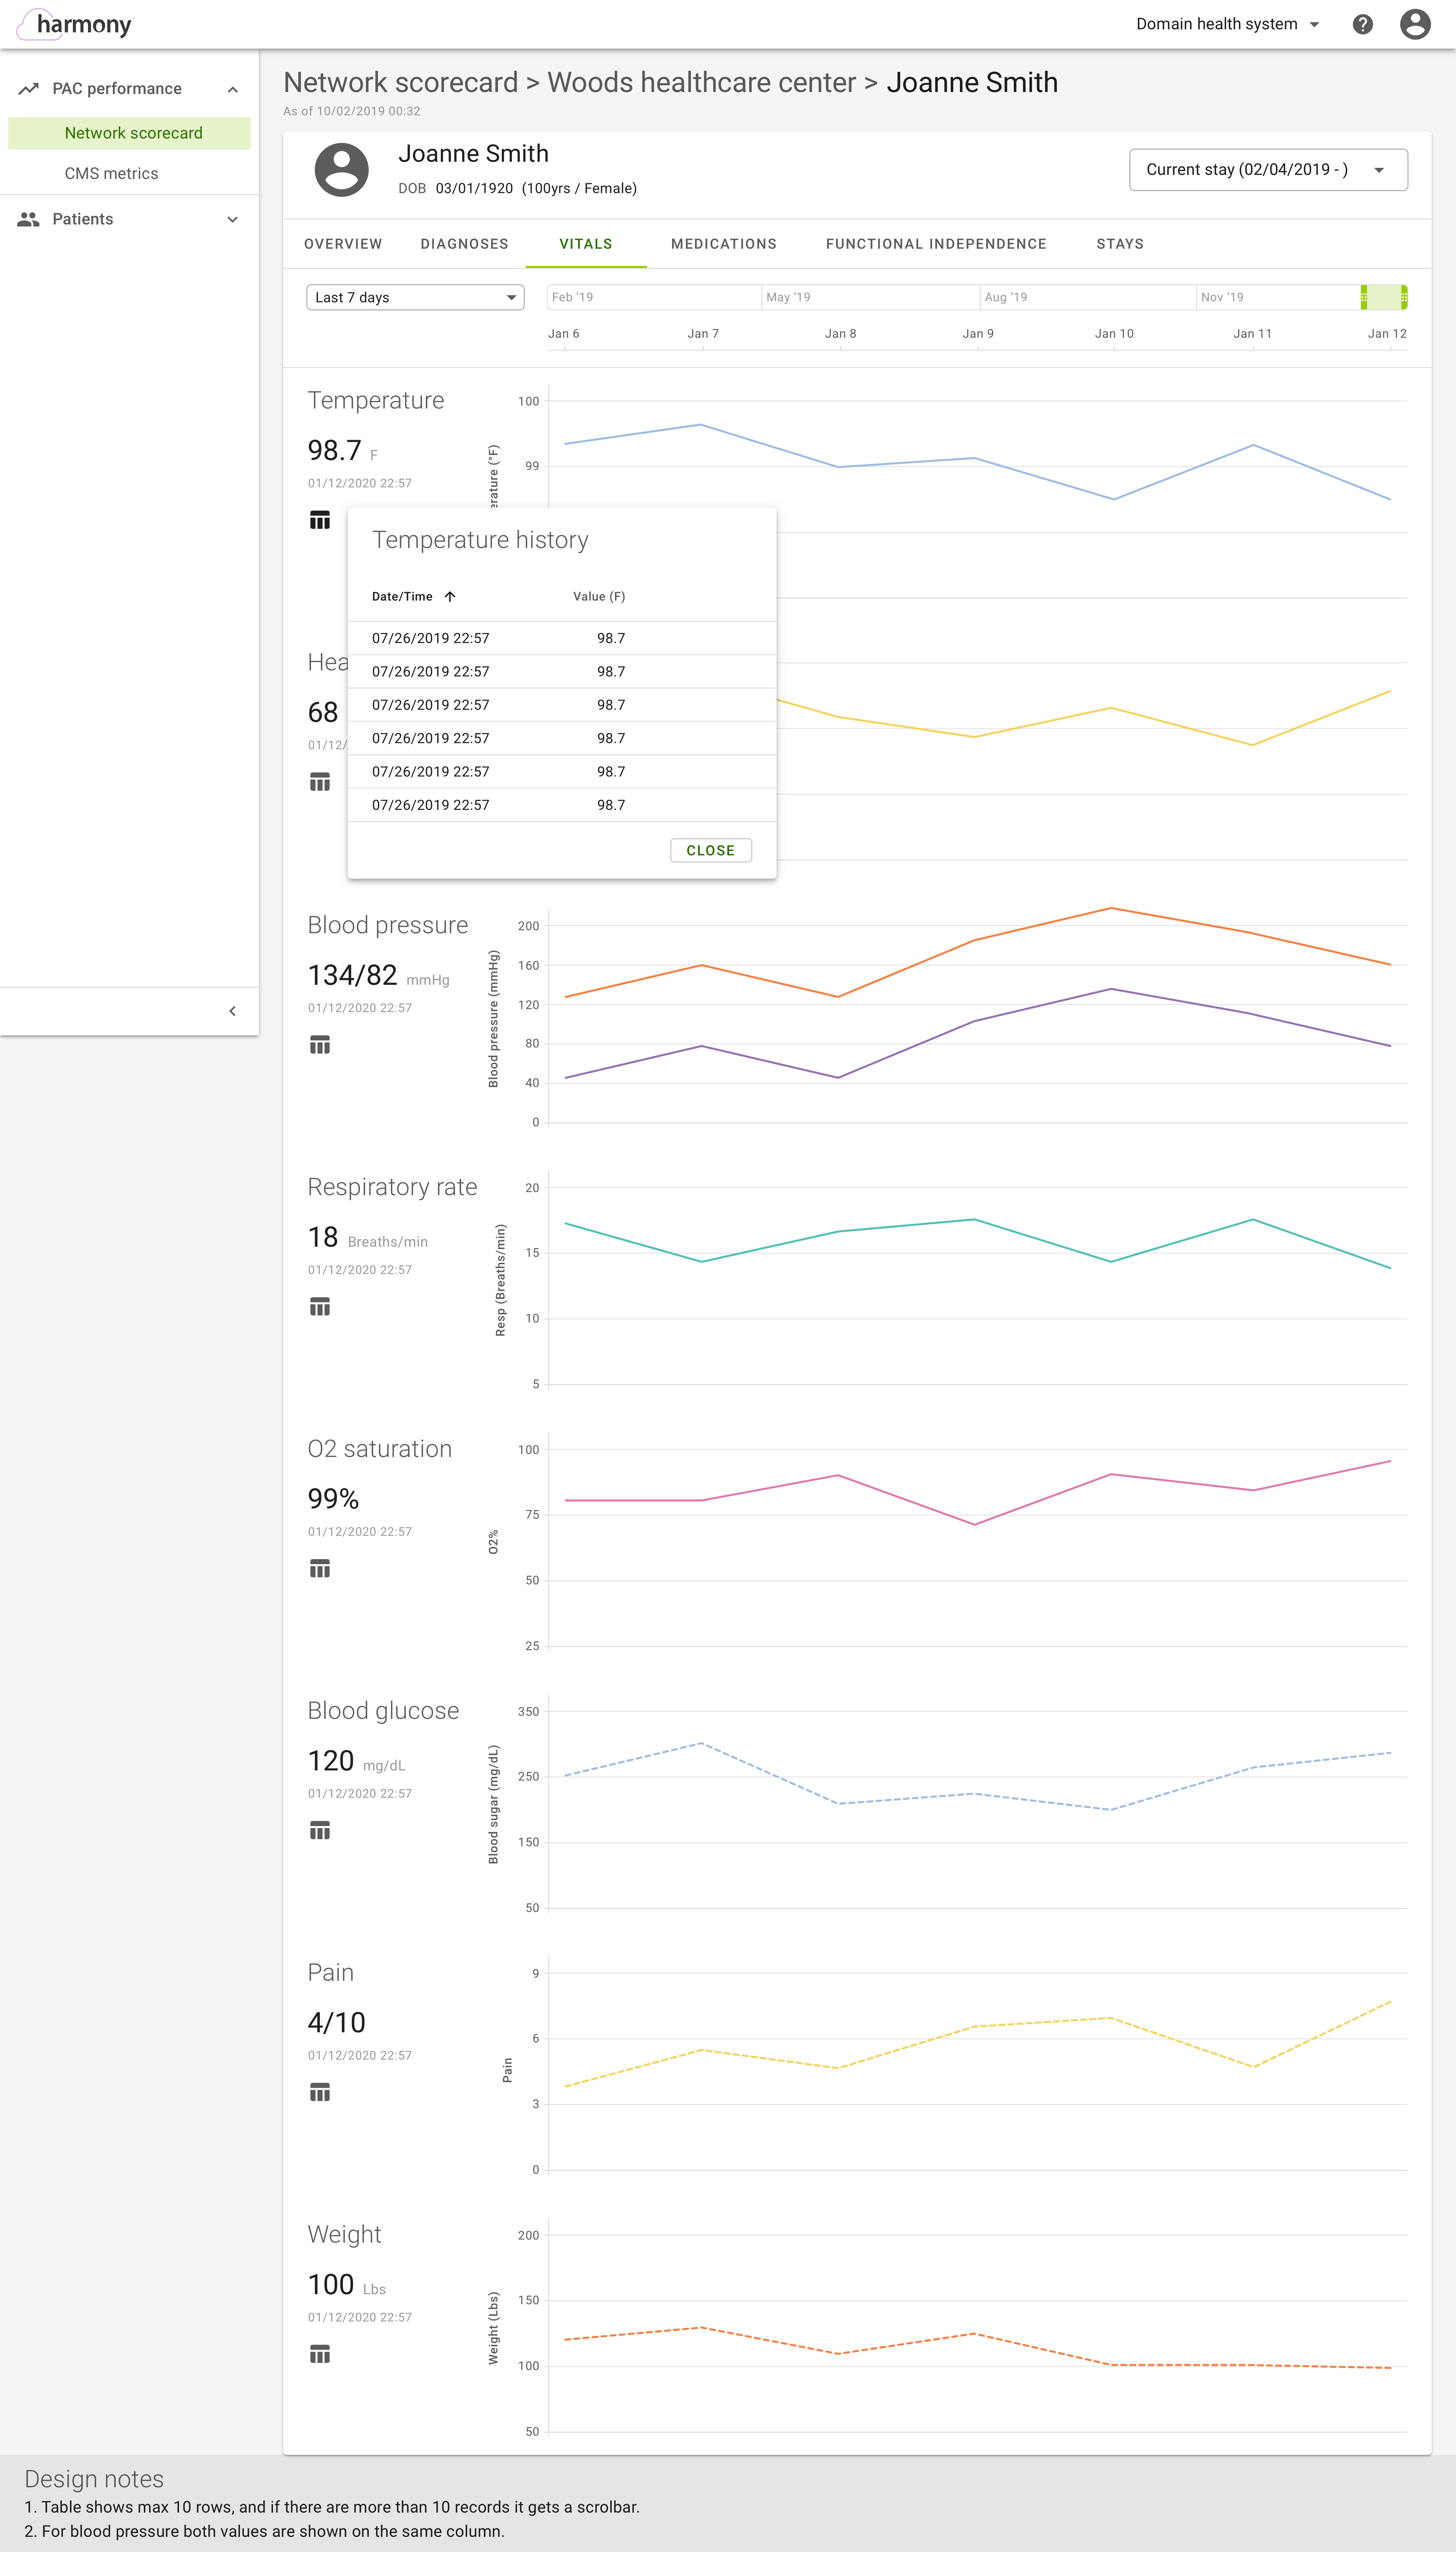 harmony
Domain health system
PAC performance
Network scorecard
CMS metrics
Patients
Network scorecard > Woods healthcare center > Joanne Smith
As of 10/02/2019 00:32
Joanne Smith
DOB 03/01/1920 (100yrs / Female)
Current stay (02/04/2019 - )
OVERVIEW DIAGNOSES VITALS MEDICATIONS FUNCTIONAL INDEPENDENCE STAYS
Last 7 days
Feb '19 May '19 Aug '19 Nov '19
Jan 6 Jan 7 Jan 8 Jan 9 Jan 10 Jan 11 Jan 12
Temperature
98.7 F
01/12/2020 22:57
erature (°F)
100
99
Temperature history
Date/Time Value (F)
07/26/2019 22:57 98.7
07/26/2019 22:57 98.7
07/26/2019 22:57 98.7
07/26/2019 22:57 98.7
07/26/2019 22:57 98.7
07/26/2019 22:57 98.7
CLOSE
Hea
68
01/12/
Blood pressure
134/82 mmHg
01/12/2020 22:57
Blood pressure (mmHg)
200
160
120
80
40
0
Respiratory rate
18 Breaths/min
01/12/2020 22:57
Resp (Breaths/min)
20
15
10
5
O2 saturation
99%
01/12/2020 22:57
O2%
100
75
50
25
Blood glucose
120 mg/dL
01/12/2020 22:57
Blood sugar (mg/dL)
350
250
150
50
Pain
4/10
01/12/2020 22:57
Pain
9
6
3
0
Weight
100 Lbs
01/12/2020 22:57
Weight (Lbs)
200
150
100
50
Design notes
1. Table shows max 10 rows, and if there are more than 10 records it gets a scrolbar.
2. For blood pressure both values are shown on the same column.